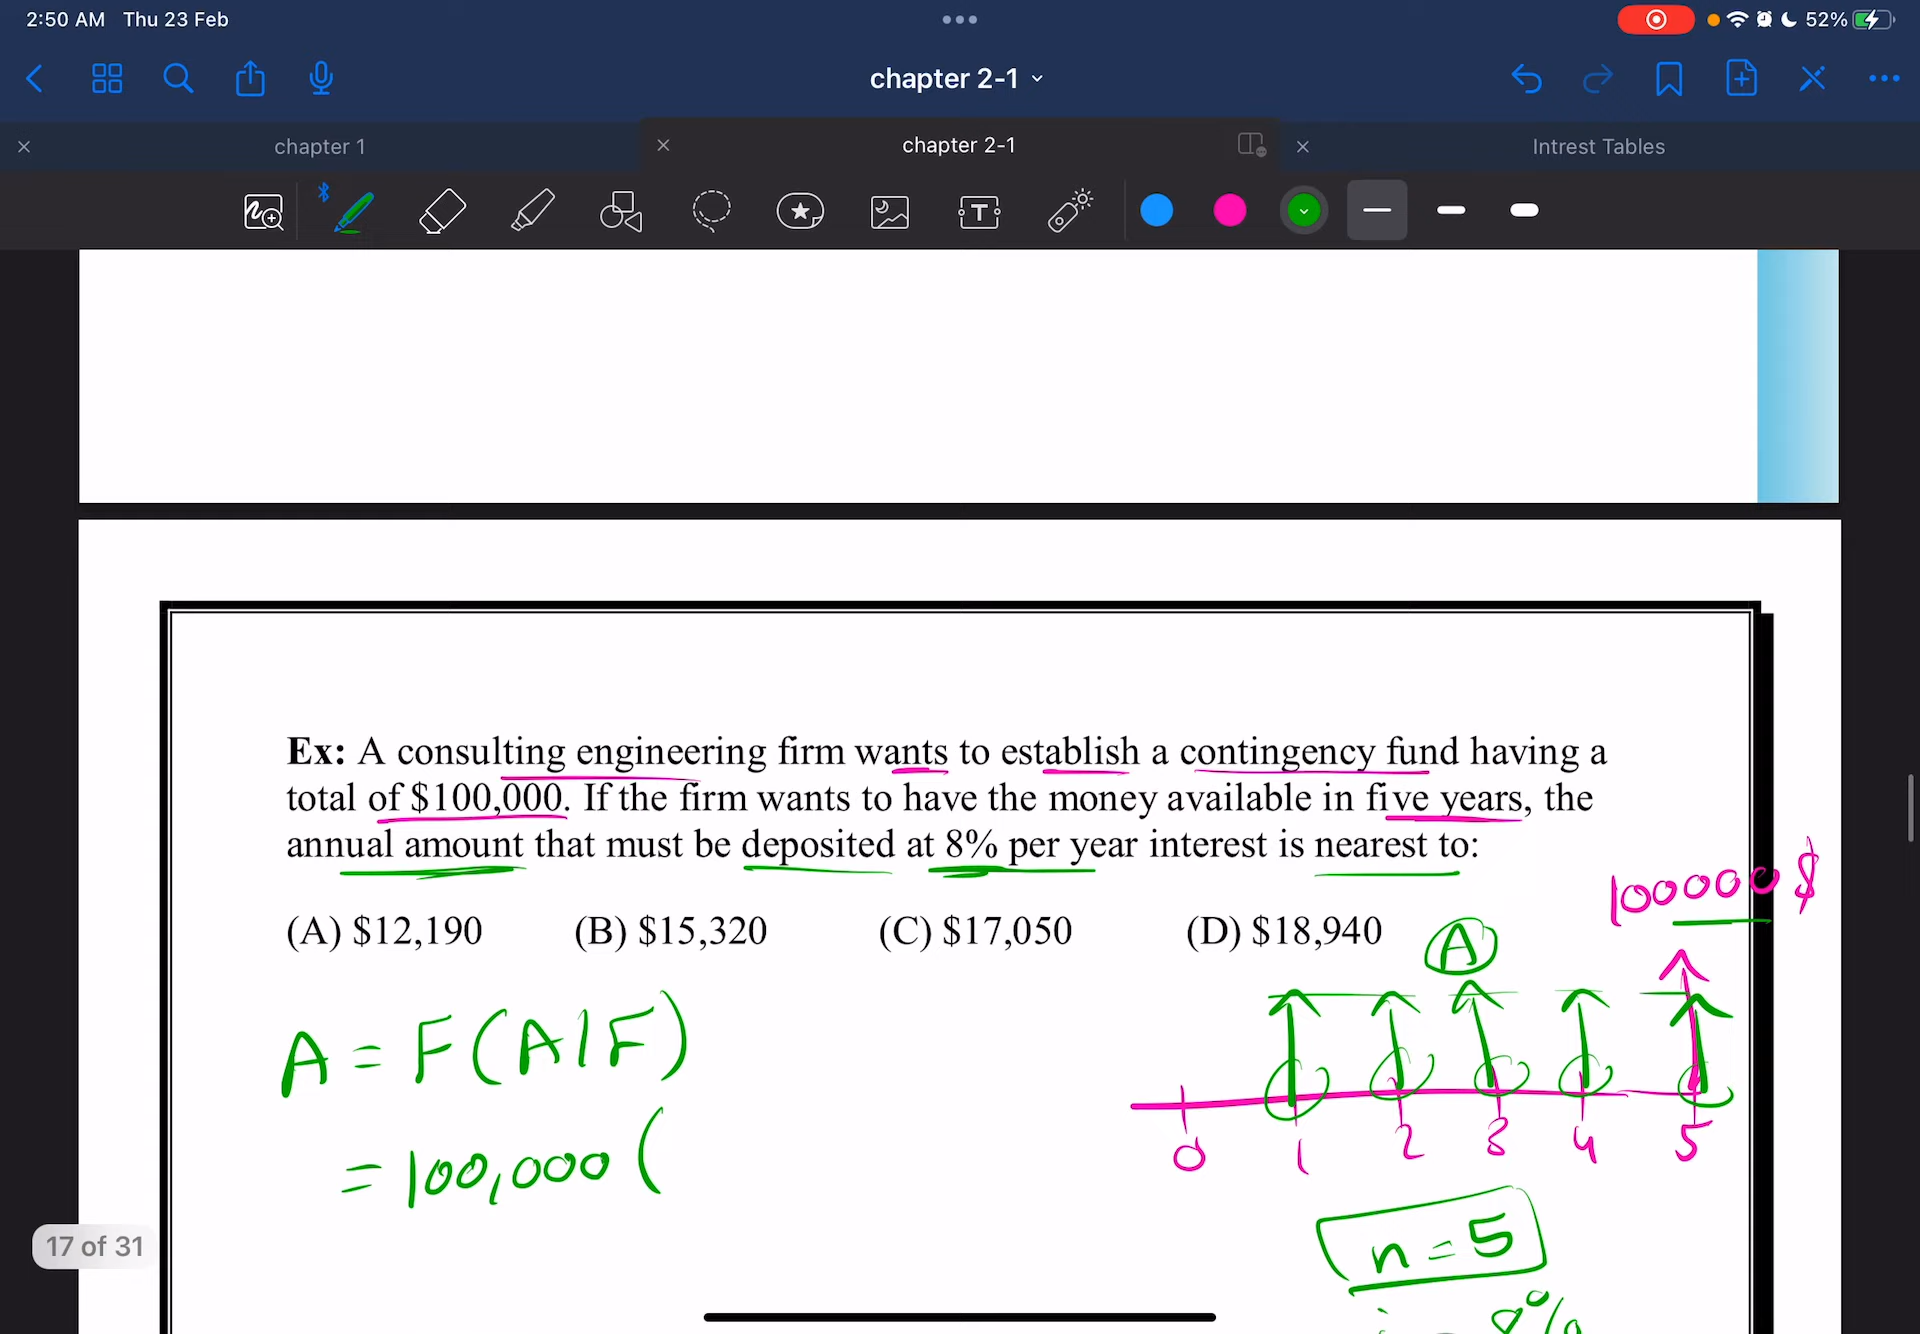 2:50 AM Thu 23 Feb
52%
chapter 2-1
chapter 1
chapter 2-1
Intrest Tables
Ex: A consulting engineering firm wants to establish a contingency fund having a
total of $100,000. If the firm wants to have the money available in five years, the
annual amount that must be deposited at 8% per year interest is nearest to:
100000 $
(A) $12,190 (B) $15,320 (C) $17,050 (D) $18,940
A
A = F(A/F)
= 100,000 (
0 1 2 3 4 5
n = 5
8%
17 of 31